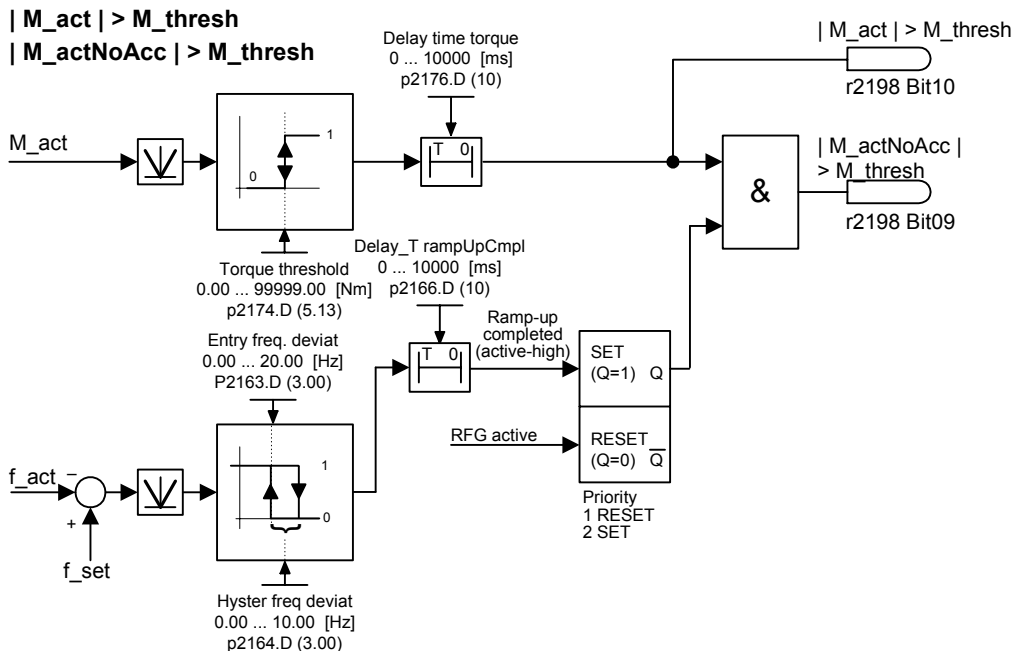 | M_act | > M_thresh
| M_actNoAcc | > M_thresh
Delay time torque
0 ... 10000 [ms]
p2176.D (10)
| M_act | > M_thresh
r2198 Bit10
M_act
1
0
T 0
| M_actNoAcc |
> M_thresh
&
r2198 Bit09
Torque threshold
0.00 ... 99999.00 [Nm]
p2174.D (5.13)
Delay_T rampUpCmpl
0 ... 10000 [ms]
p2166.D (10)
Entry freq. deviat
0.00 ... 20.00 [Hz]
P2163.D (3.00)
T 0
Ramp-up
completed
(active-high)
SET
(Q=1) Q
RFG active
RESET
(Q=0) Q̅
Priority
1 RESET
2 SET
f_act
–
+
f_set
1
0
Hyster freq deviat
0.00 ... 10.00 [Hz]
p2164.D (3.00)